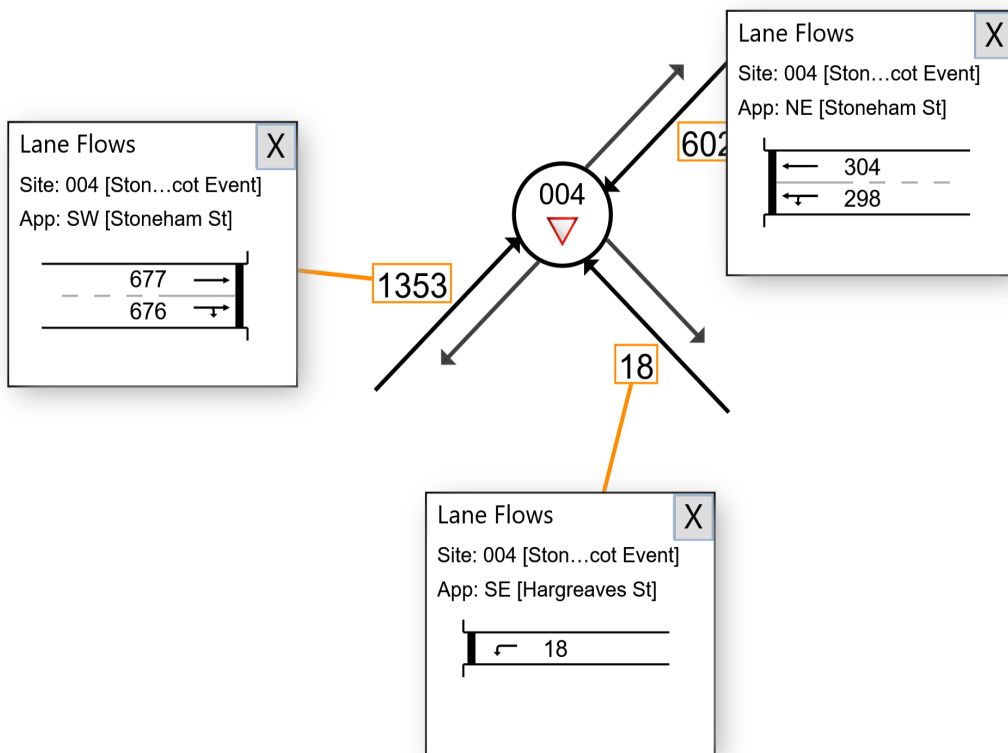 Lane Flows
X
Site: 004 [Ston…cot Event]
App: NE [Stoneham St]
304
298
602
004
Lane Flows
X
Site: 004 [Ston…cot Event]
App: SW [Stoneham St]
677
676
1353
18
Lane Flows
X
Site: 004 [Ston…cot Event]
App: SE [Hargreaves St]
18